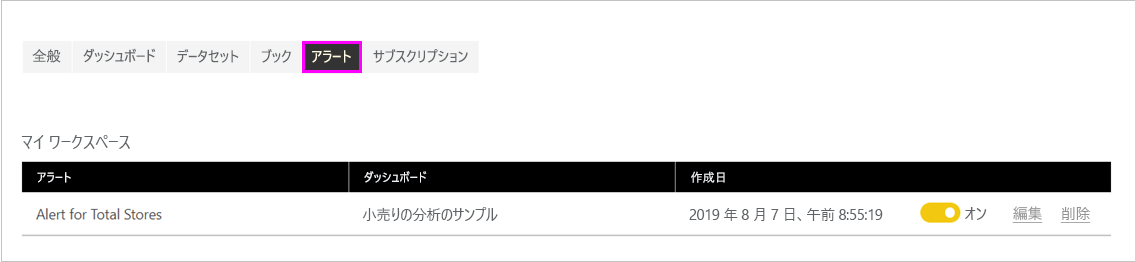 全般 ダッシュボード データセット ブック アラート サブスクリプション
マイ ワークスペース
アラート ダッシュボード 作成日
Alert for Total Stores 小売りの分析のサンプル 2019 年 8 月 7 日、午前 8:55:19 オン 編集 削除